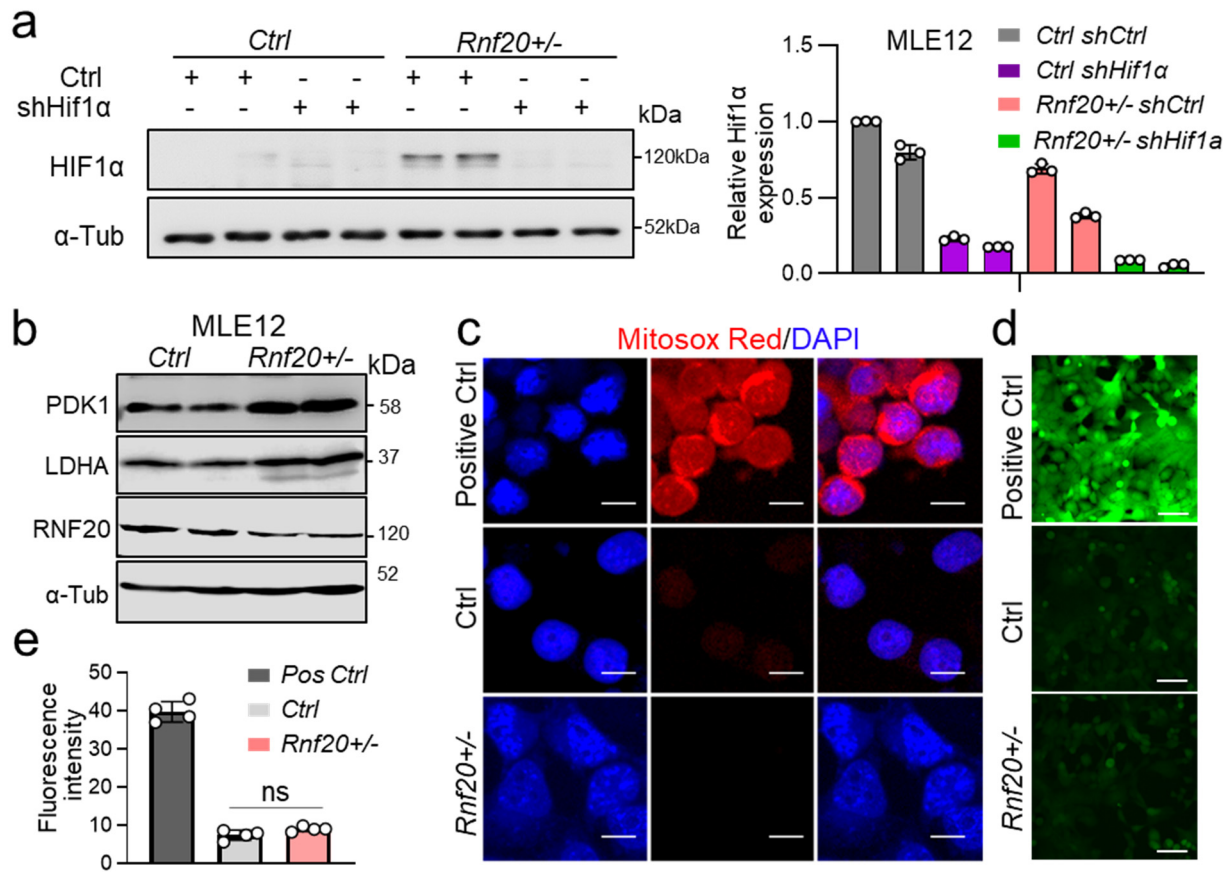 a
Ctrl Rnf20+/-
Ctrl + + - - + + - -
shHif1α - - + + - - + +
kDa
HIF1α
120kDa
α-Tub
52kDa
MLE12
Ctrl shCtrl
Ctrl shHif1α
Rnf20+/- shCtrl
Rnf20+/- shHif1a
Relative Hif1α
expression
1.5
1.0
0.5
0.0
b
MLE12
Ctrl Rnf20+/-
kDa
PDK1
58
LDHA
37
RNF20
120
α-Tub
52
c
Mitosox Red/DAPI
Positive Ctrl
Ctrl
Rnf20+/-
d
Positive Ctrl
Ctrl
Rnf20+/-
e
Fluorescence
intensity
50
40
30
20
10
0
Pos Ctrl
Ctrl
Rnf20+/-
ns